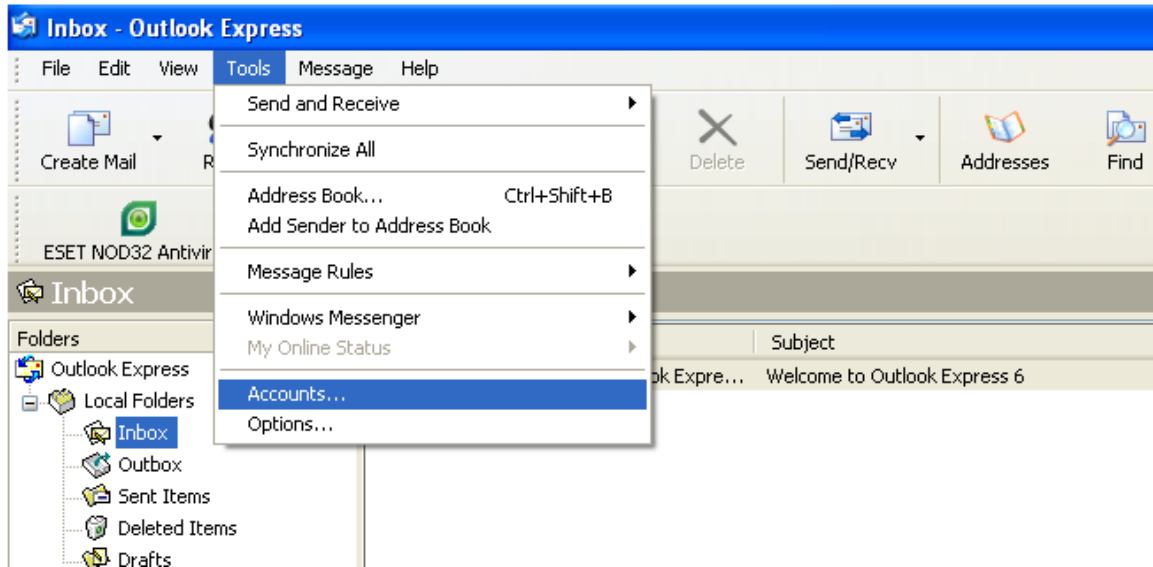 Inbox - Outlook Express
File Edit View Tools Message Help
Send and Receive
Synchronize All
Address Book... Ctrl+Shift+B
Add Sender to Address Book
Message Rules
Windows Messenger
My Online Status
Accounts...
Options...
Create Mail
R
Delete
Send/Recv
Addresses
Find
ESET NOD32 Antivir
Inbox
Folders
Outlook Express
Local Folders
Inbox
Outbox
Sent Items
Deleted Items
Drafts
Subject
ok Expre... Welcome to Outlook Express 6